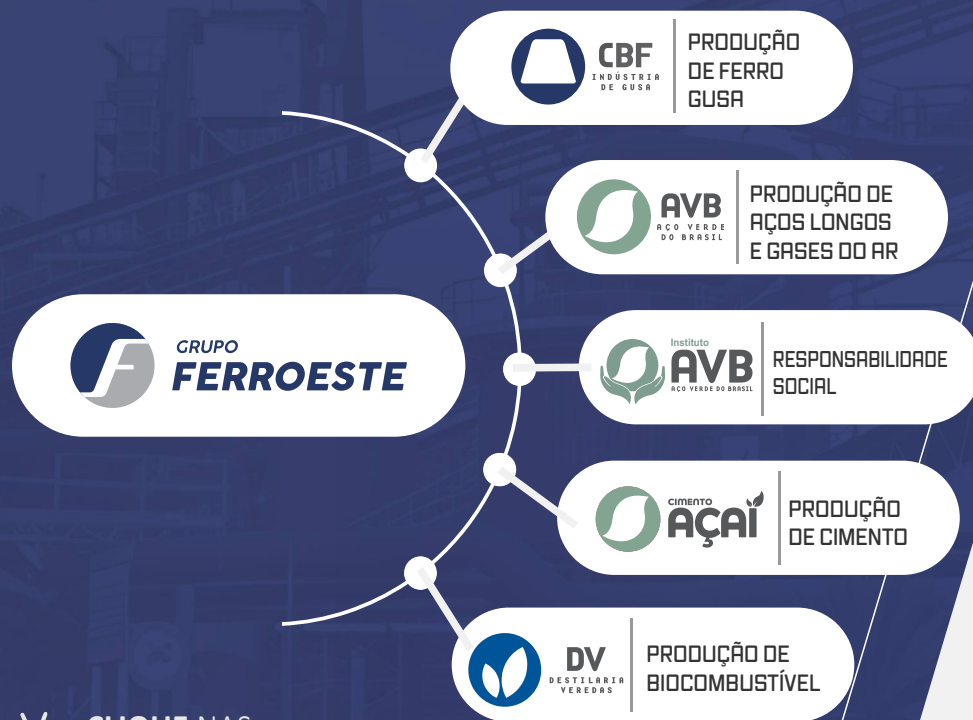 CBF
INDÚSTRIA
DE GUSA
PRODUÇÃO
DE FERRO
GUSA
AVB
AÇO VERDE
DO BRASIL
PRODUÇÃO DE
AÇOS LONGOS
E GASES DO AR
GRUPO
FERROESTE
Instituto
AVB
AÇO VERDE DO BRASIL
RESPONSABILIDADE
SOCIAL
CIMENTO
AÇAÍ
PRODUÇÃO
DE CIMENTO
DV
DESTILARIA
VEREDAS
PRODUÇÃO DE
BIOCOMBUSTÍVEL
CLIQUE NAS